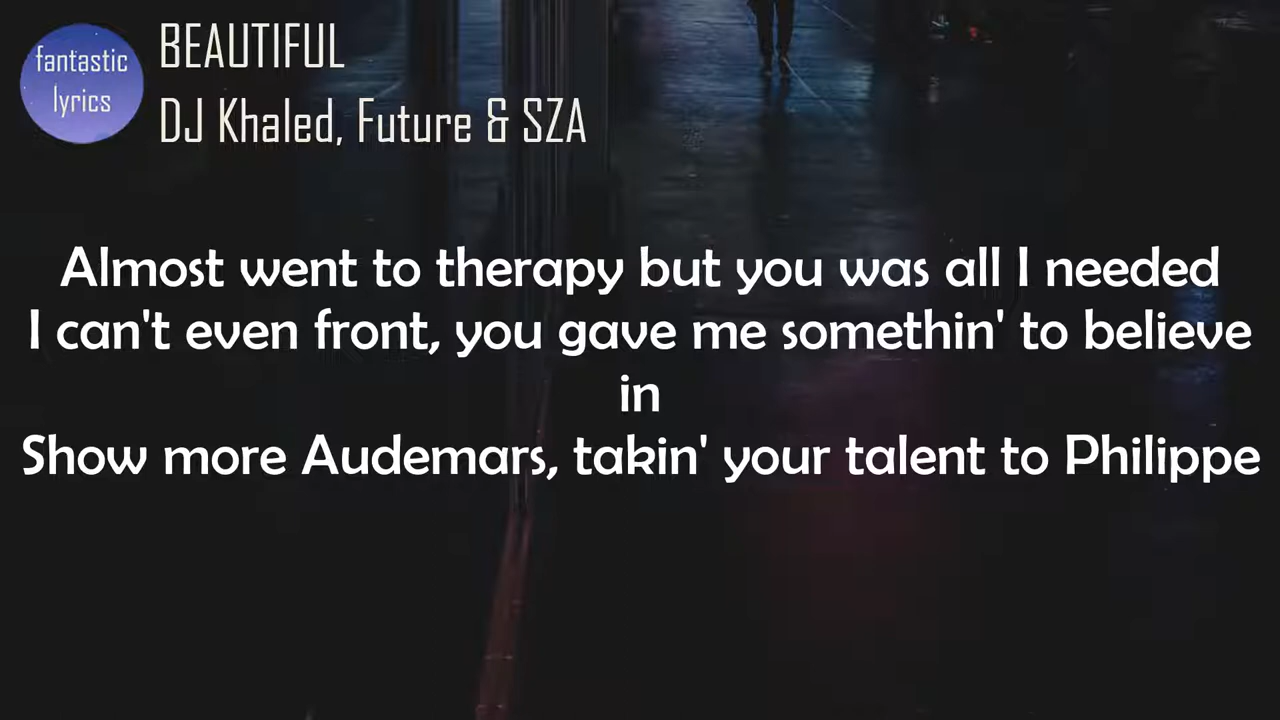 fantastic
lyrics
BEAUTIFUL
DJ Khaled, Future & SZA
Almost went to therapy but you was all I needed
I can't even front, you gave me somethin' to believe
in
Show more Audemars, takin' your talent to Philippe